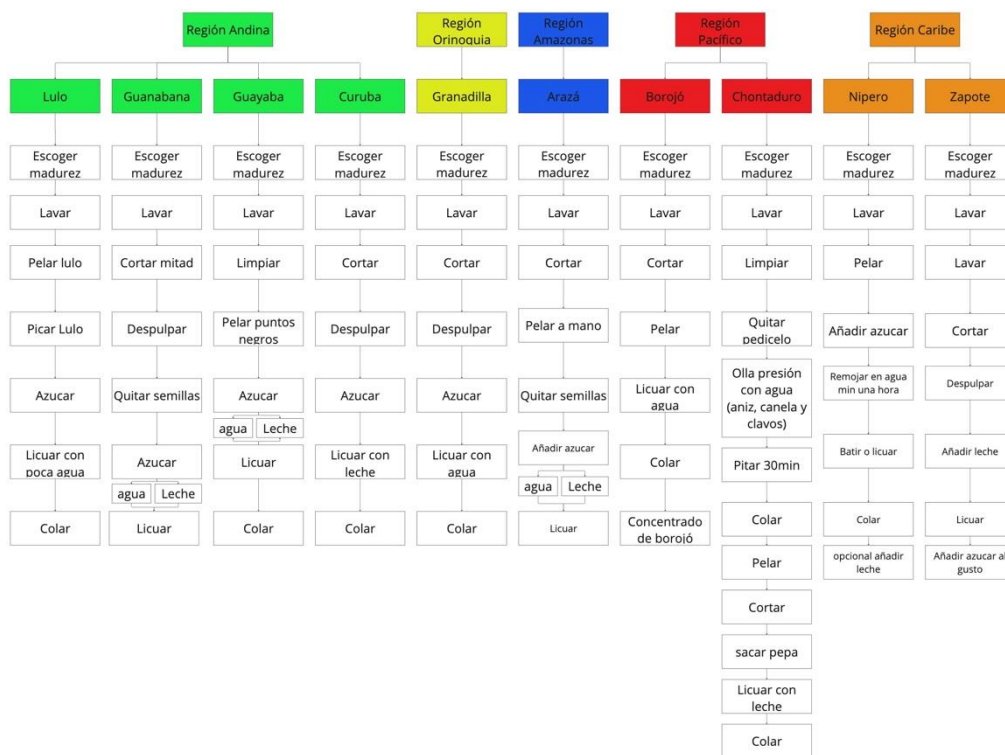 Región Andina
Región
Orinoquia
Región
Amazonas
Región
Pacífico
Región Caribe
Lulo
Guanabana
Guayaba
Curuba
Granadilla
Arazá
Borojó
Chontaduro
Nipero
Zapote
Escoger
madurez
Lavar
Pelar lulo
Picar Lulo
Azucar
Licuar con
poca agua
Colar
Escoger
madurez
Lavar
Cortar mitad
Despulpar
Quitar semillas
Azucar
agua
Leche
Licuar
Escoger
madurez
Lavar
Limpiar
Pelar puntos
negros
Azucar
agua
Leche
Licuar
Colar
Escoger
madurez
Lavar
Cortar
Despulpar
Azucar
Licuar con
leche
Colar
Escoger
madurez
Lavar
Cortar
Despulpar
Azucar
Licuar con
agua
Colar
Escoger
madurez
Lavar
Cortar
Pelar a mano
Quitar semillas
Añadir azucar
agua
Leche
Licuar
Escoger
madurez
Lavar
Cortar
Pelar
Licuar con
agua
Colar
Concentrado
de borojó
Escoger
madurez
Lavar
Limpiar
Quitar
pedicelo
Olla presión
con agua
(aniz, canela y
clavos)
Pitar 30min
Colar
Pelar
Cortar
sacar pepa
Licuar con
leche
Colar
Escoger
madurez
Lavar
Pelar
Añadir azucar
Remojar en agua
min una hora
Batir o licuar
Colar
opcional añadir
leche
Escoger
madurez
Lavar
Lavar
Cortar
Despulpar
Añadir leche
Licuar
Añadir azucar al
gusto